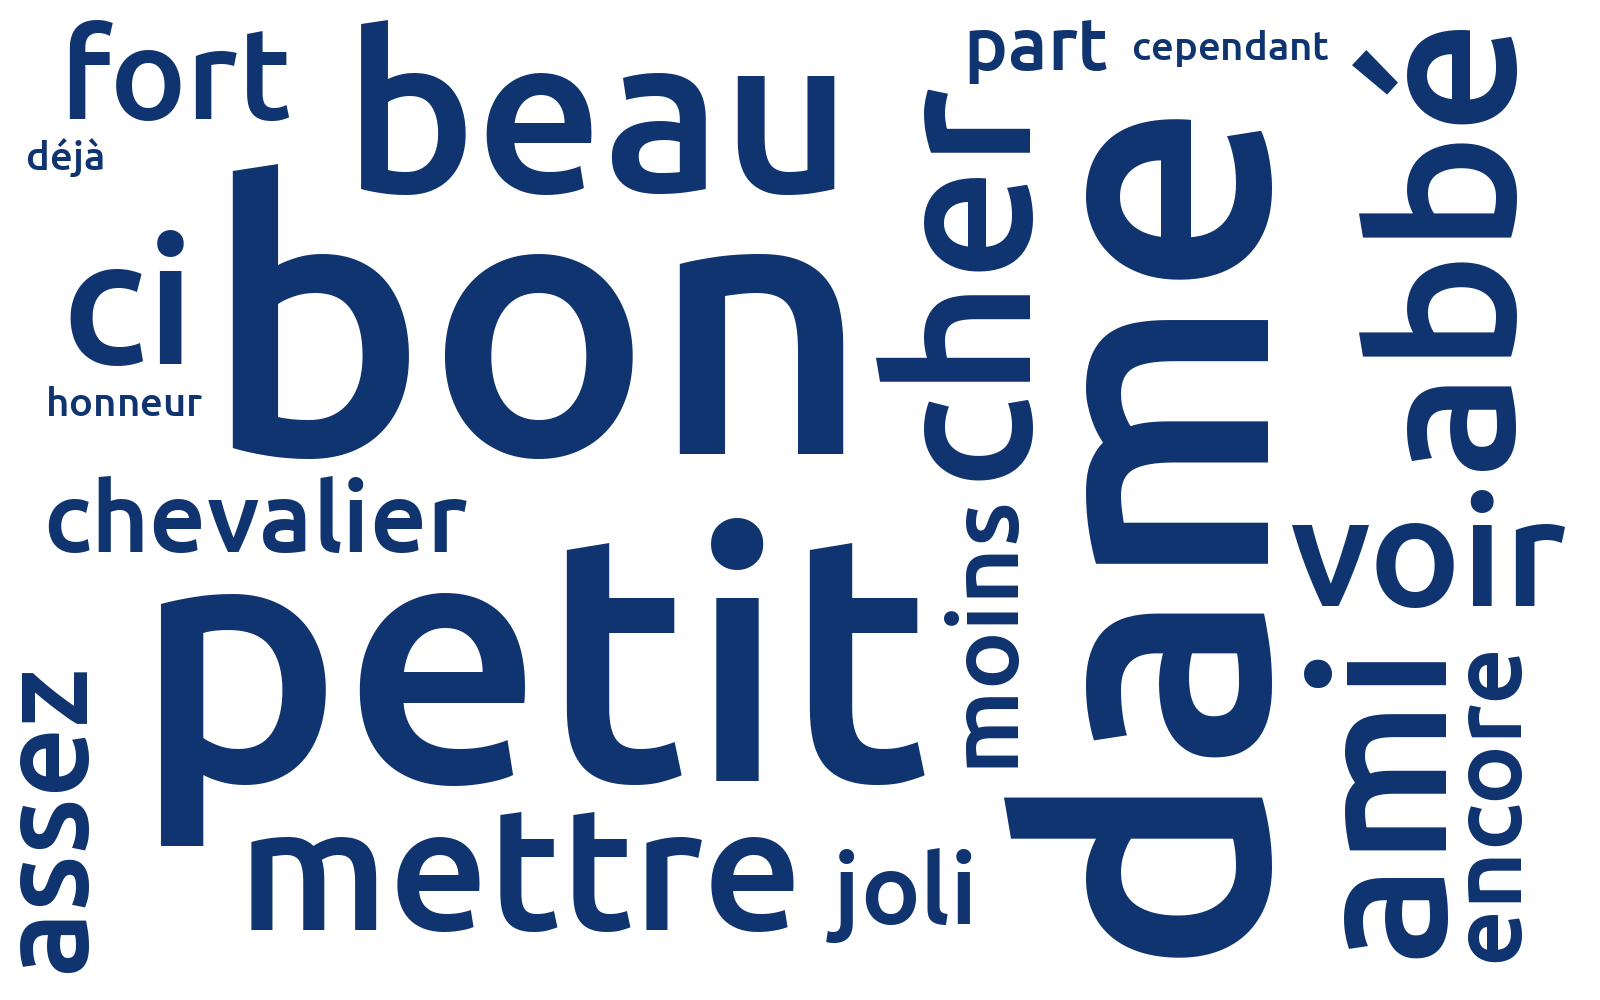 fort
beau
part
cependant
déjà
bon
cher
dame
abbé
ci
honneur
chevalier
petit
moins
voir
assez
mettre
joli
ami
encore